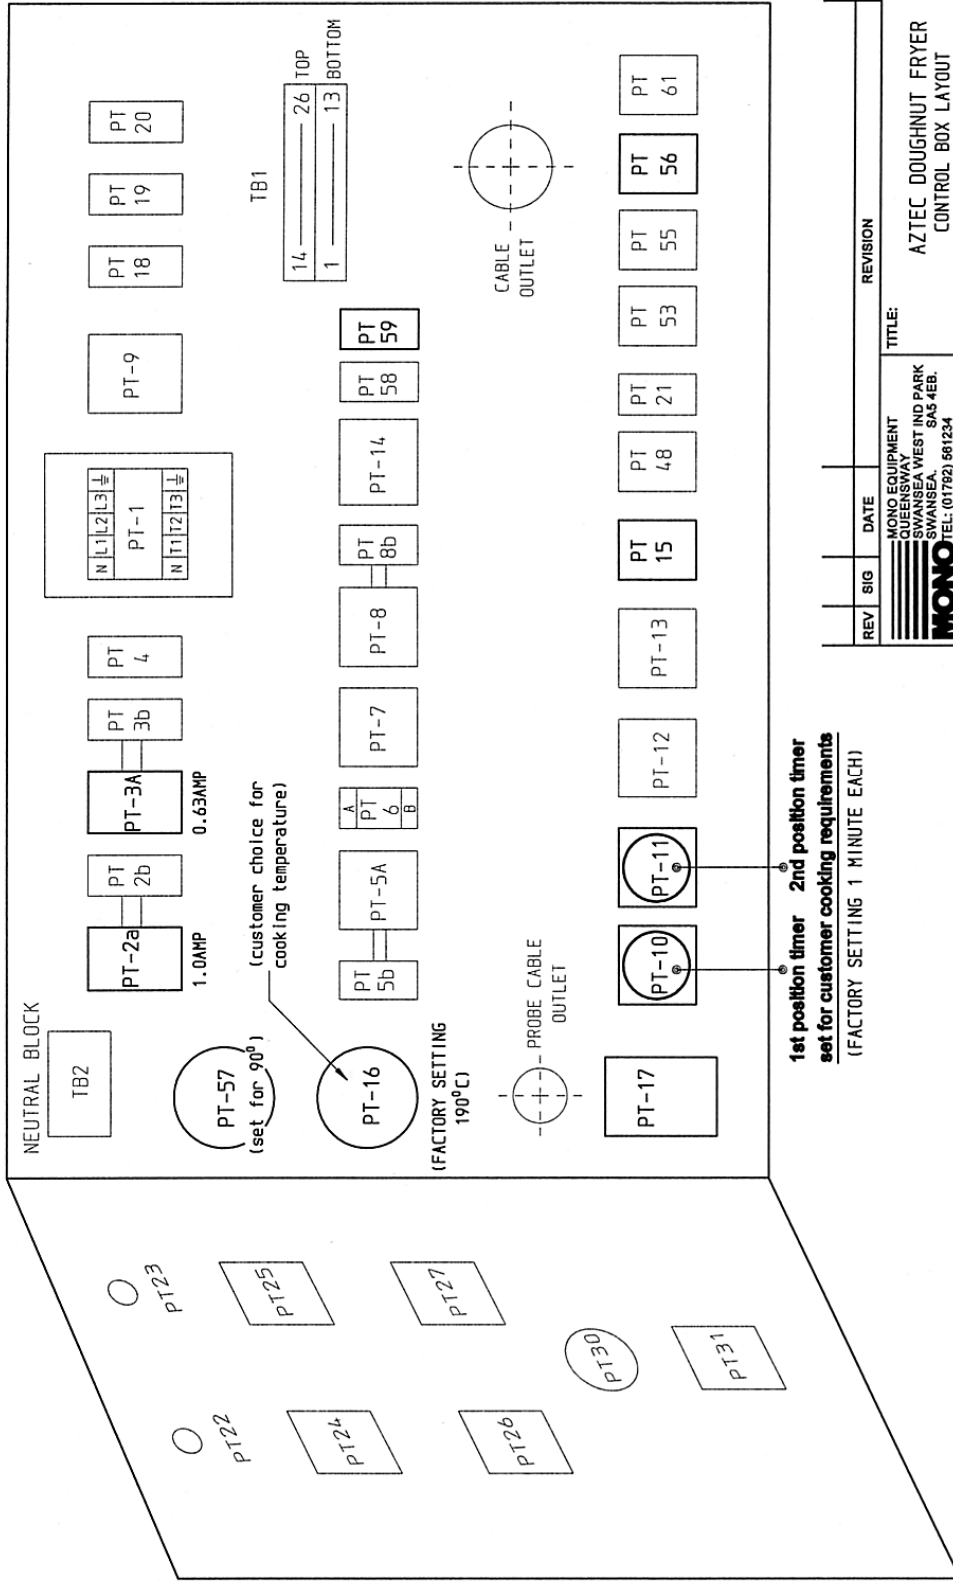 NEUTRAL BLOCK
TB2
PT-2a
1.0AMP
PT
2b
PT-3A
0.63AMP
PT
3b
PT
4
N L1 L2 L3
PT-1
N T1 T2 T3
PT-9
PT
18
PT
19
PT
20
PT-57
(set for 90⁰)
(customer choice for
cooking temperature)
PT-16
(FACTORY SETTING
190⁰C)
PT
5b
PT-5A
A
PT
6
B
PT-7
PT-8
PT
8b
PT-14
PT
58
PT
59
TB1
14 26 TOP
1 13 BOTTOM
PROBE CABLE
OUTLET
CABLE
OUTLET
PT-17
PT-10
PT-11
PT-12
PT-13
PT
15
PT
48
PT
21
PT
53
PT
55
PT
56
PT
61
1st position timer 2nd position timer
set for customer cooking requirements
(FACTORY SETTING 1 MINUTE EACH)
PT22
PT23
PT24
PT25
PT26
PT27
PT30
PT31
REV SIG DATE REVISION
MONO
MONO EQUIPMENT
QUEENSWAY
SWANSEA WEST IND PARK
SWANSEA. SA5 4EB.
TEL: (01792) 561234
TITLE:
AZTEC DOUGHNUT FRYER
CONTROL BOX LAYOUT